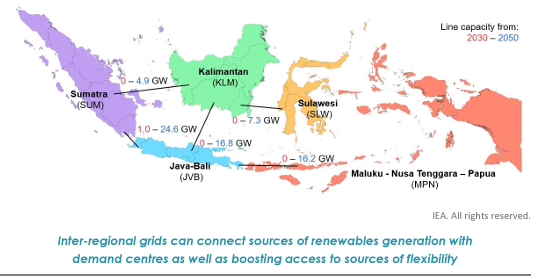 Line capacity from:
2030 – 2050
Kalimantan
(KLM)
0 – 4.9 GW
Sumatra
(SUM)
Sulawesi
(SLW)
0 – 7.3 GW
1,0 – 24.6 GW
0 – 16.8 GW
0 – 16.2 GW
Java-Bali
(JVB)
Maluku - Nusa Tenggara – Papua
(MPN)
IEA. All rights reserved.
Inter-regional grids can connect sources of renewables generation with
demand centres as well as boosting access to sources of flexibility